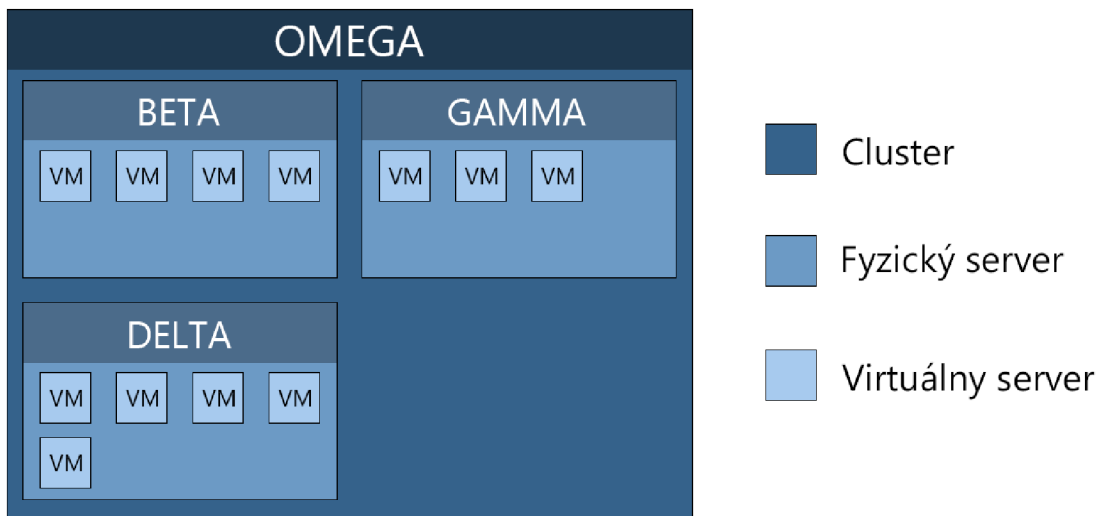 OMEGA
BETA
VM VM VM VM
GAMMA
VM VM VM
DELTA
VM VM VM VM
VM
Cluster
Fyzický server
Virtuálny server